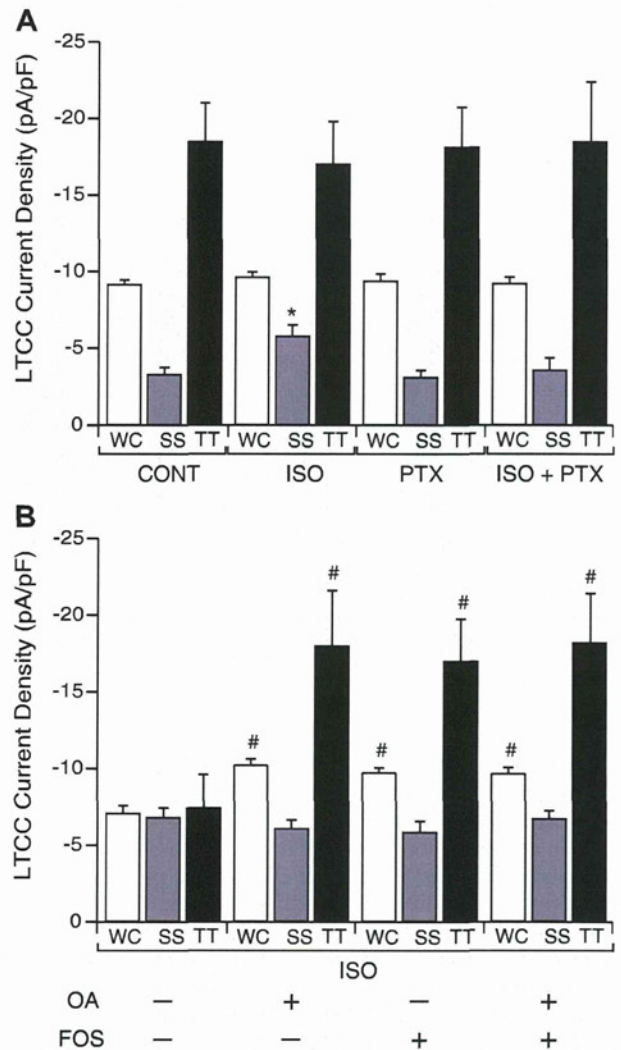 A
LTCC Current Density (pA/pF)
-25
-20
-15
-10
-5
0
*
WC SS TT WC SS TT WC SS TT WC SS TT
CONT ISO PTX ISO + PTX
B
LTCC Current Density (pA/pF)
-25
-20
-15
-10
-5
0
# # # # # #
WC SS TT WC SS TT WC SS TT WC SS TT
ISO
OA − + − +
FOS − − + +